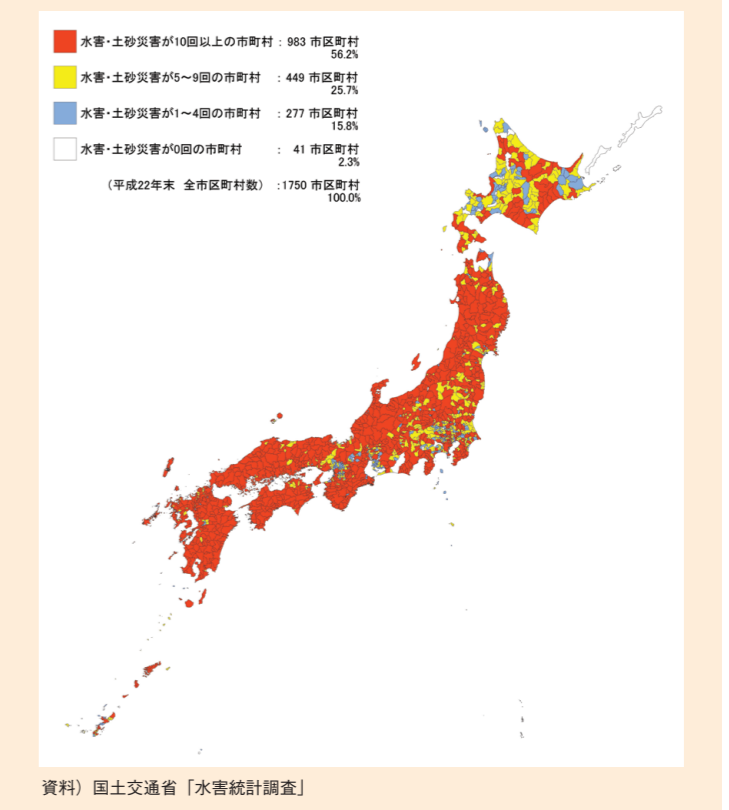 水害・土砂災害が10回以上の市町村：983 市区町村
56.2%
水害・土砂災害が5～9回の市町村 ：449 市区町村
25.7%
水害・土砂災害が1～4回の市町村 ：277 市区町村
15.8%
水害・土砂災害が0回の市町村 ： 41 市区町村
2.3%
（平成22年末 全市区町村数）：1750 市区町村
100.0%
資料）国土交通省「水害統計調査」